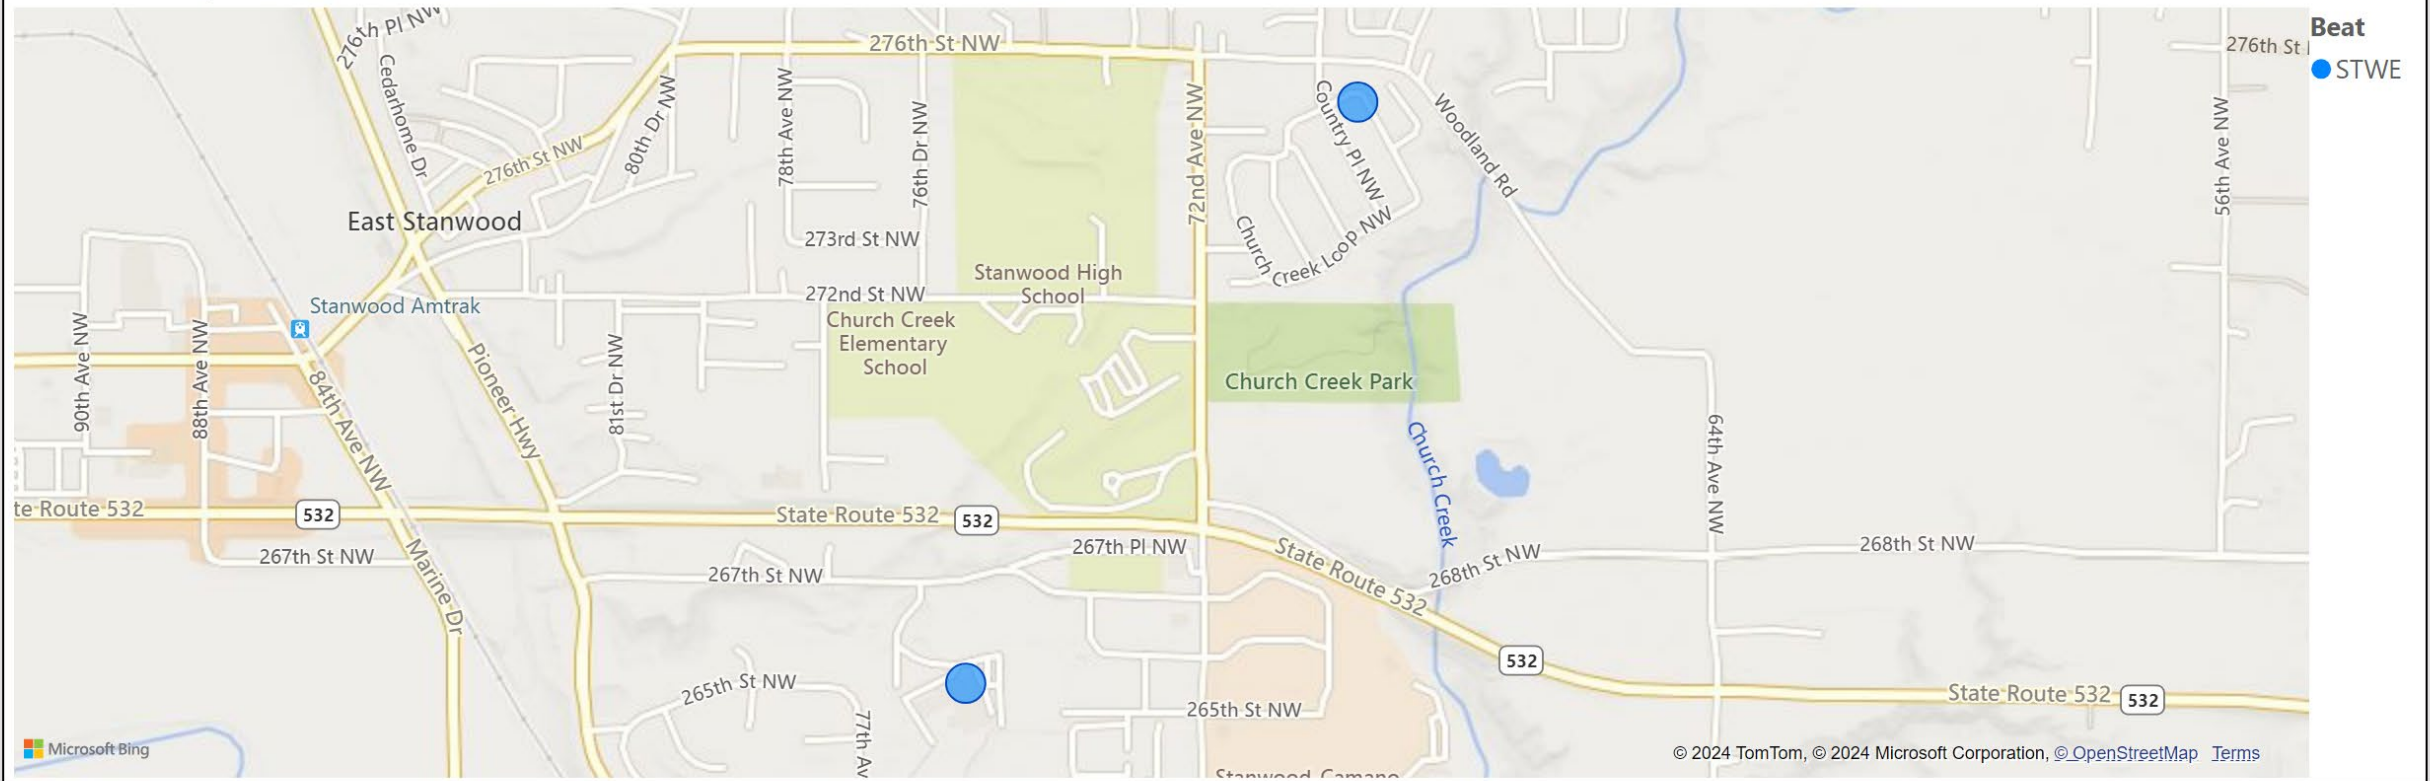 276th Pl NW
276th St NW
276th St
Beat
STWE
Cedarhome Dr
276th St NW
80th Dr NW
78th Ave NW
76th Dr NW
72nd Ave NW
Country Pl NW
Woodland Rd
56th Ave NW
East Stanwood
273rd St NW
Church
Creek Loop NW
Stanwood High
School
272nd St NW
Stanwood Amtrak
Church Creek
Elementary
School
Church Creek Park
90th Ave NW
88th Ave NW
84th Ave NW
Pioneer Hwy
81st Dr NW
Church Creek
64th Ave NW
te Route 532
532
State Route 532
532
267th St NW
Marine Dr
267th St NW
267th Pl NW
State Route 532
268th St NW
268th St NW
532
265th St NW
77th Av
265th St NW
State Route 532
532
Microsoft Bing
© 2024 TomTom, © 2024 Microsoft Corporation, © OpenStreetMap Terms
Stanwood Camano